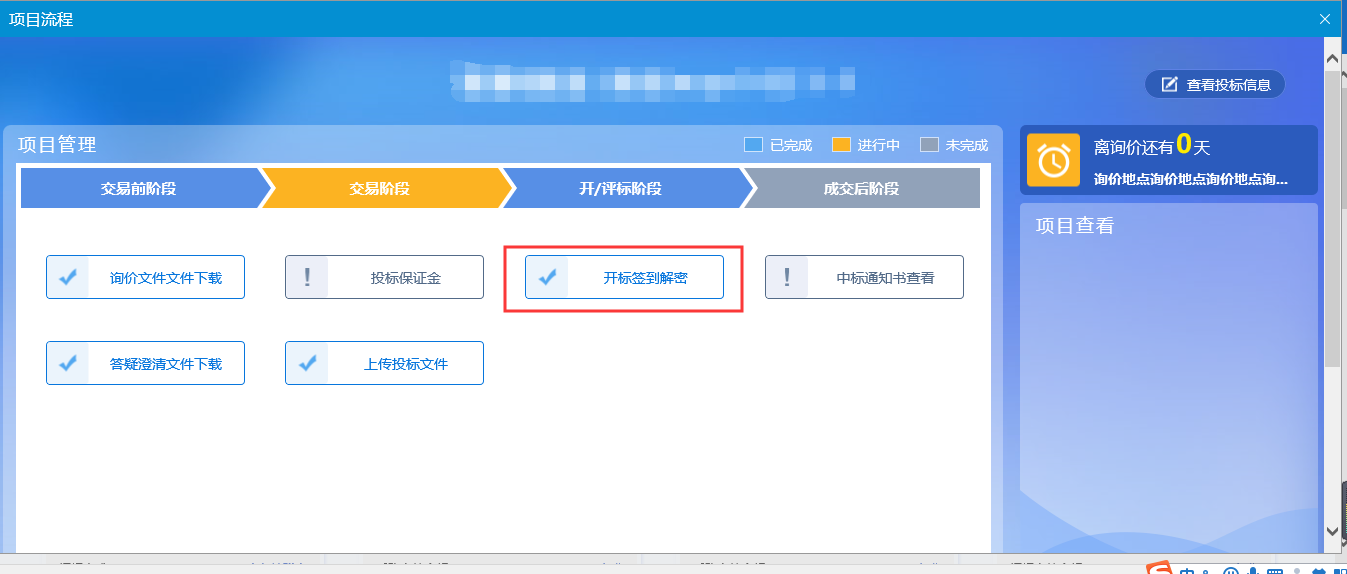 项目流程
查看投标信息
项目管理
已完成 进行中 未完成
离询价还有0天
询价地点询价地点询价地点询...
交易前阶段 交易阶段 开/评标阶段 成交后阶段
项目查看
询价文件文件下载 投标保证金 开标签到解密 中标通知书查看
答疑澄清文件下载 上传投标文件
中